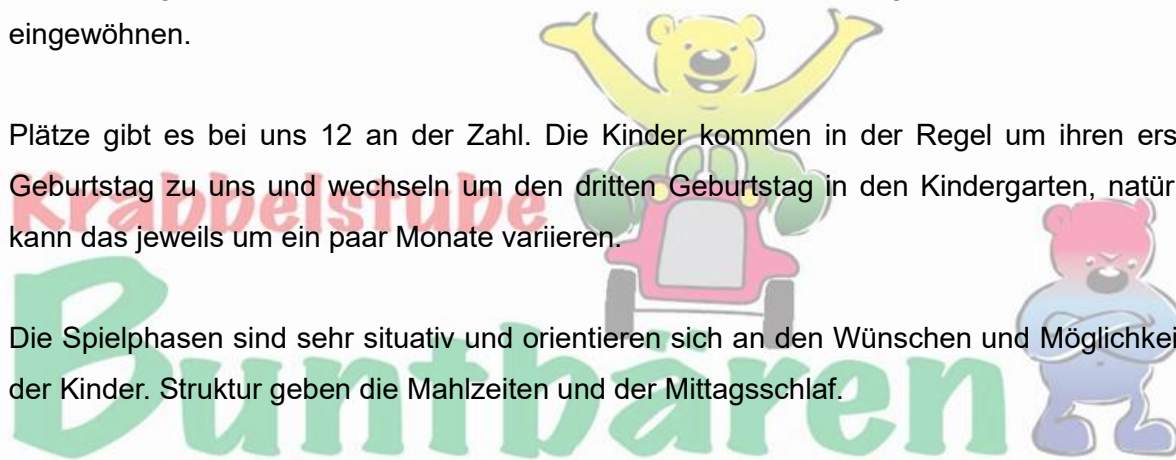 eingewöhnen.
Plätze gibt es bei uns 12 an der Zahl. Die Kinder kommen in der Regel um ihren ers
Geburtstag zu uns und wechseln um den dritten Geburtstag in den Kindergarten, natür
kann das jeweils um ein paar Monate variieren.
Die Spielphasen sind sehr situativ und orientieren sich an den Wünschen und Möglichkei
der Kinder. Struktur geben die Mahlzeiten und der Mittagsschlaf.
Krabbelstube
Buntbären